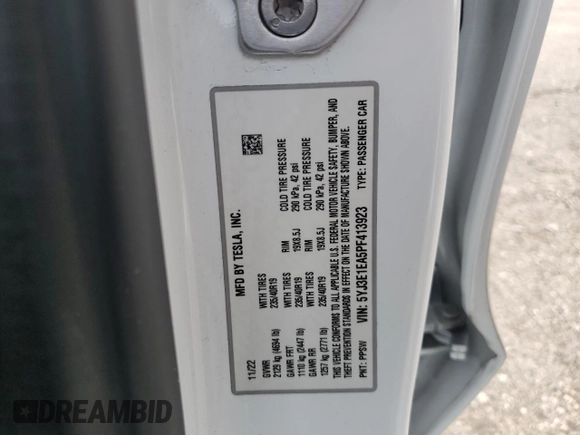 MFD BY TESLA, INC.
11/22
GVWR WITH TIRES RIM COLD TIRE PRESSURE
2129 kg (4694 lb) 235/40R19 19X8.5J 290 kPa, 42 psi
GAWR FRT WITH TIRES RIM COLD TIRE PRESSURE
1110 kg (2447 lb) 235/40R19 19X8.5J 290 kPa, 42 psi
GAWR RR
1257 kg (2771 lb) 235/40R19
THIS VEHICLE CONFORMS TO ALL U.S. FEDERAL MOTOR VEHICLE SAFETY, BUMPER, AND
THEFT PREVENTION STANDARDS IN EFFECT ON THE DATE OF MANUFACTURE SHOWN ABOVE.
VIN: 5YJ3E1EA5PF413923
PNT: PPSW TYPE: PASSENGER CAR
DREAMBID